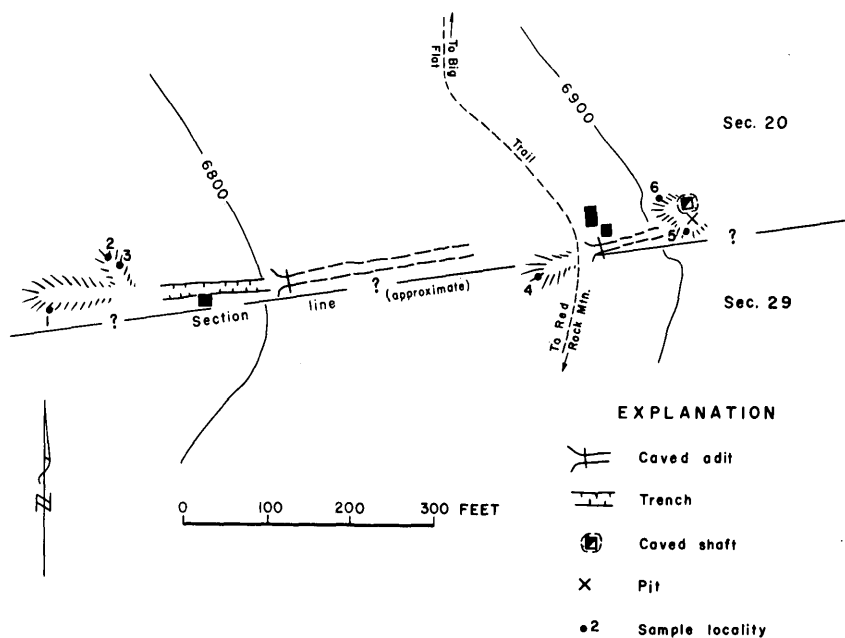 To Big
Flat
6900
Sec. 20
Trail
6800
6
2
3
5
?
4
Sec. 29
1
?
Section line ? (approximate)
To Red
Rock Mtn.
EXPLANATION
Caved adit
Trench
N
0 100 200 300 FEET
Caved shaft
Pit
2 Sample locality